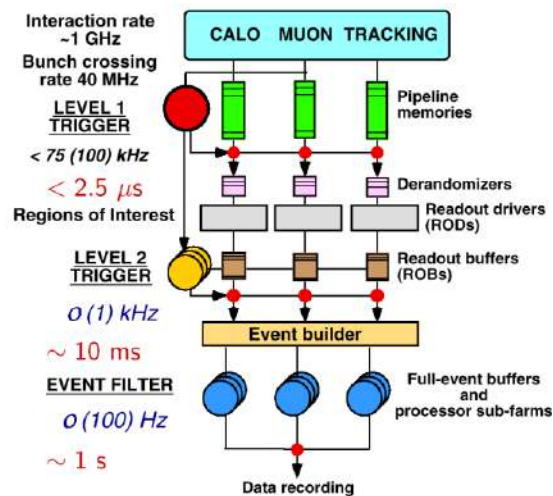 Interaction rate
~1 GHz
Bunch crossing
rate 40 MHz
CALO MUON TRACKING
LEVEL 1
TRIGGER
< 75 (100) kHz
< 2.5 μs
Regions of Interest
Pipeline
memories
Derandomizers
Readout drivers
(RODs)
LEVEL 2
TRIGGER
O (1) kHz
~ 10 ms
Readout buffers
(ROBs)
Event builder
EVENT FILTER
O (100) Hz
~ 1 s
Full-event buffers
and
processor sub-farms
Data recording